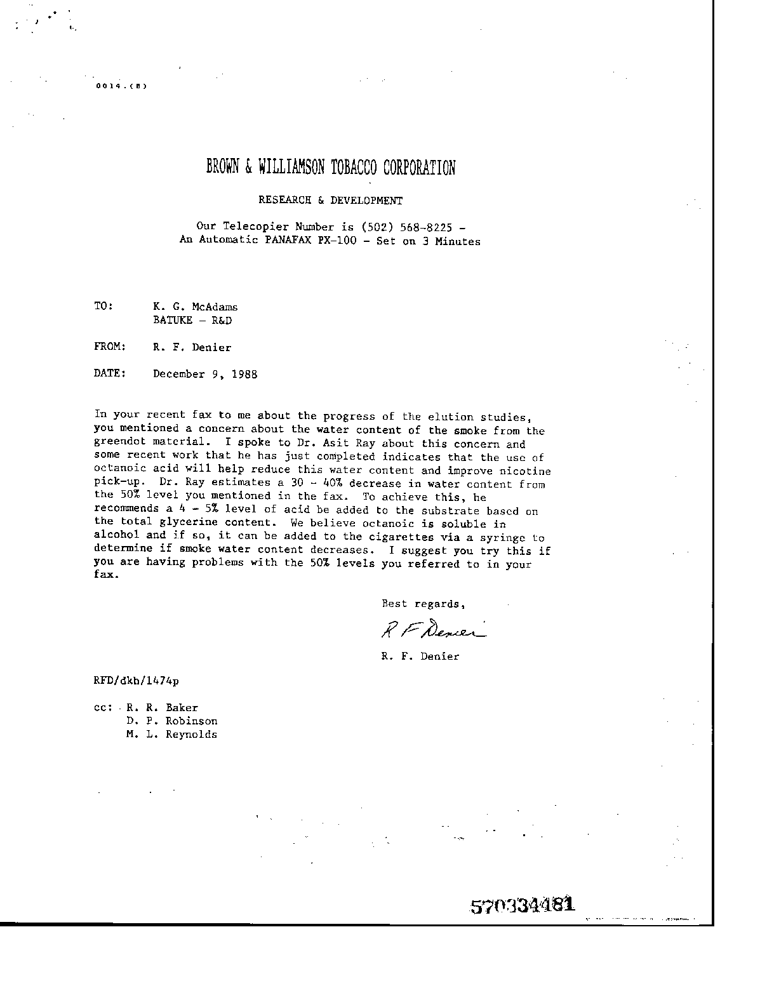 0014.(B)
BROWN & WILLIAMSON TOBACCO CORPORATION
RESEARCH & DEVELOPMENT
Our Telecopier Number is (502) 568-8225 -
An Automatic PANAFAX PX-100 - Set on 3 Minutes
TO: K. G. McAdams
BATUKE - R&D
FROM: R. F. Denier
DATE: December 9, 1988
In your recent fax to me about the progress of the elution studies,
you mentioned a concern about the water content of the smoke from the
greendot material. I spoke to Dr. Asit Ray about this concern and
some recent work that he has just completed indicates that the use of
octanoic acid will help reduce this water content and improve nicotine
pick-up. Dr. Ray estimates a 30 - 40% decrease in water content from
the 50% level you mentioned in the fax. To achieve this, he
recommends a 4 - 5% level of acid be added to the substrate based on
the total glycerine content. We believe octanoic is soluble in
alcohol and if so, it can be added to the cigarettes via a syringe to
determine if smoke water content decreases. I suggest you try this if
you are having problems with the 50% levels you referred to in your
fax.
Best regards,
R F Denier
R. F. Denier
RFD/dkh/1474p
cc: R. R. Baker
D. P. Robinson
M. L. Reynolds
570334481